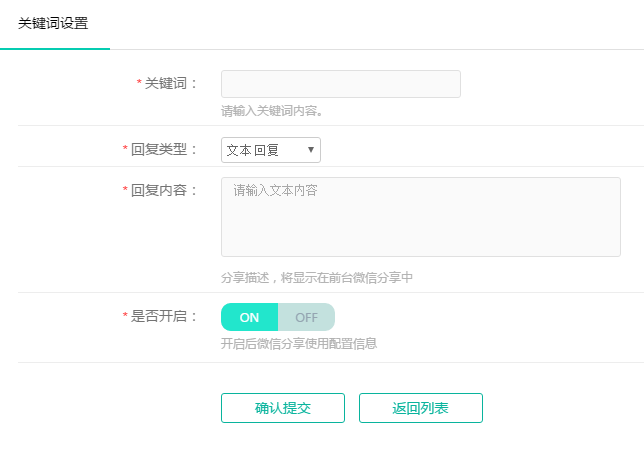 关键词设置
* 关键词：
请输入关键词内容。
* 回复类型： 文本回复
* 回复内容： 请输入文本内容
分享描述，将显示在前台微信分享中
* 是否开启： ON OFF
开启后微信分享使用配置信息
确认提交 返回列表